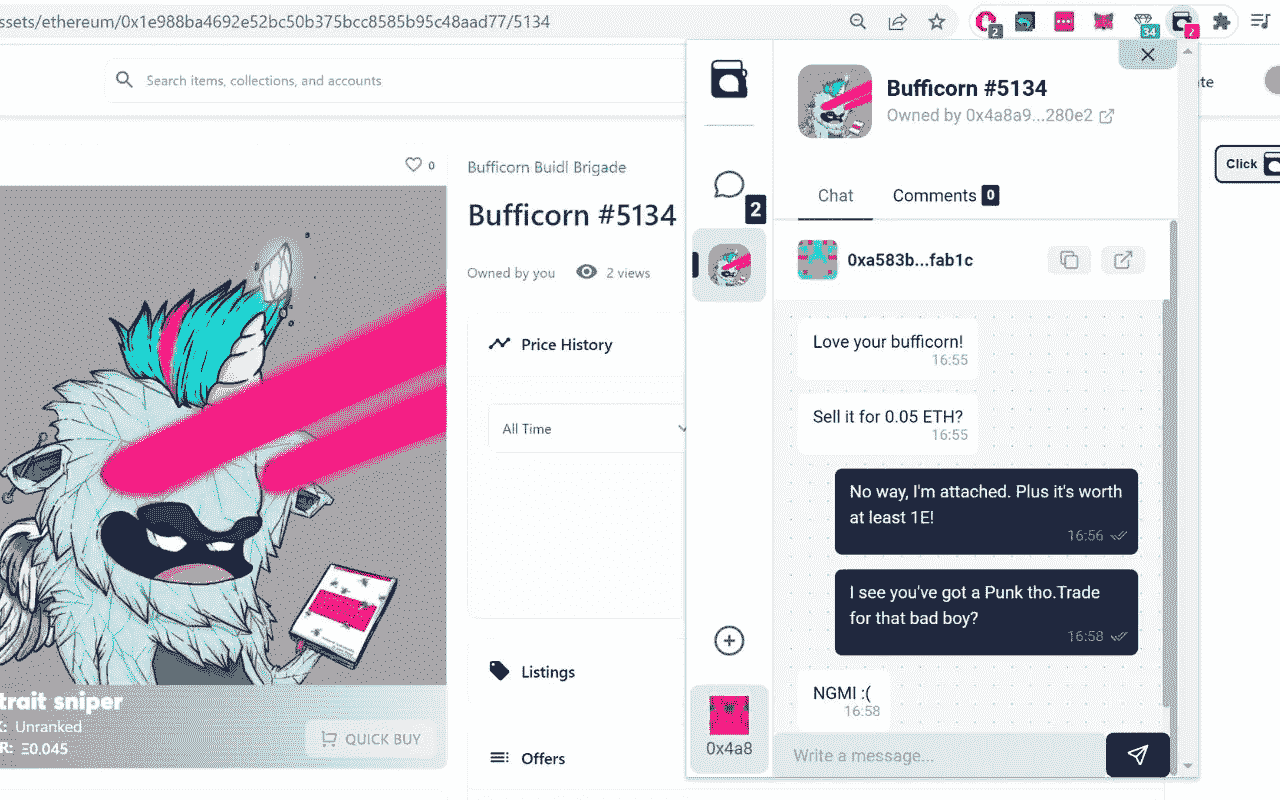 ssets/ethereum/0x1e988ba4692e52bc50b375bcc8585b95c48aad77/5134
2
34
2
Search items, collections, and accounts
te
0
Bufficorn Buidl Brigade
Bufficorn #5134
Owned by you
2 views
Price History
All Time
Listings
Offers
trait sniper
K: Unranked
R: Ξ0.045
QUICK BUY
2
0x4a8
Bufficorn #5134
Owned by 0x4a8a9...280e2
Chat
Comments 0
0xa583b...fab1c
Love your bufficorn!
16:55
Sell it for 0.05 ETH?
16:55
No way, I'm attached. Plus it's worth
at least 1E!
16:56
I see you've got a Punk tho.Trade
for that bad boy?
16:58
NGMI :(
16:58
Write a message...
Click